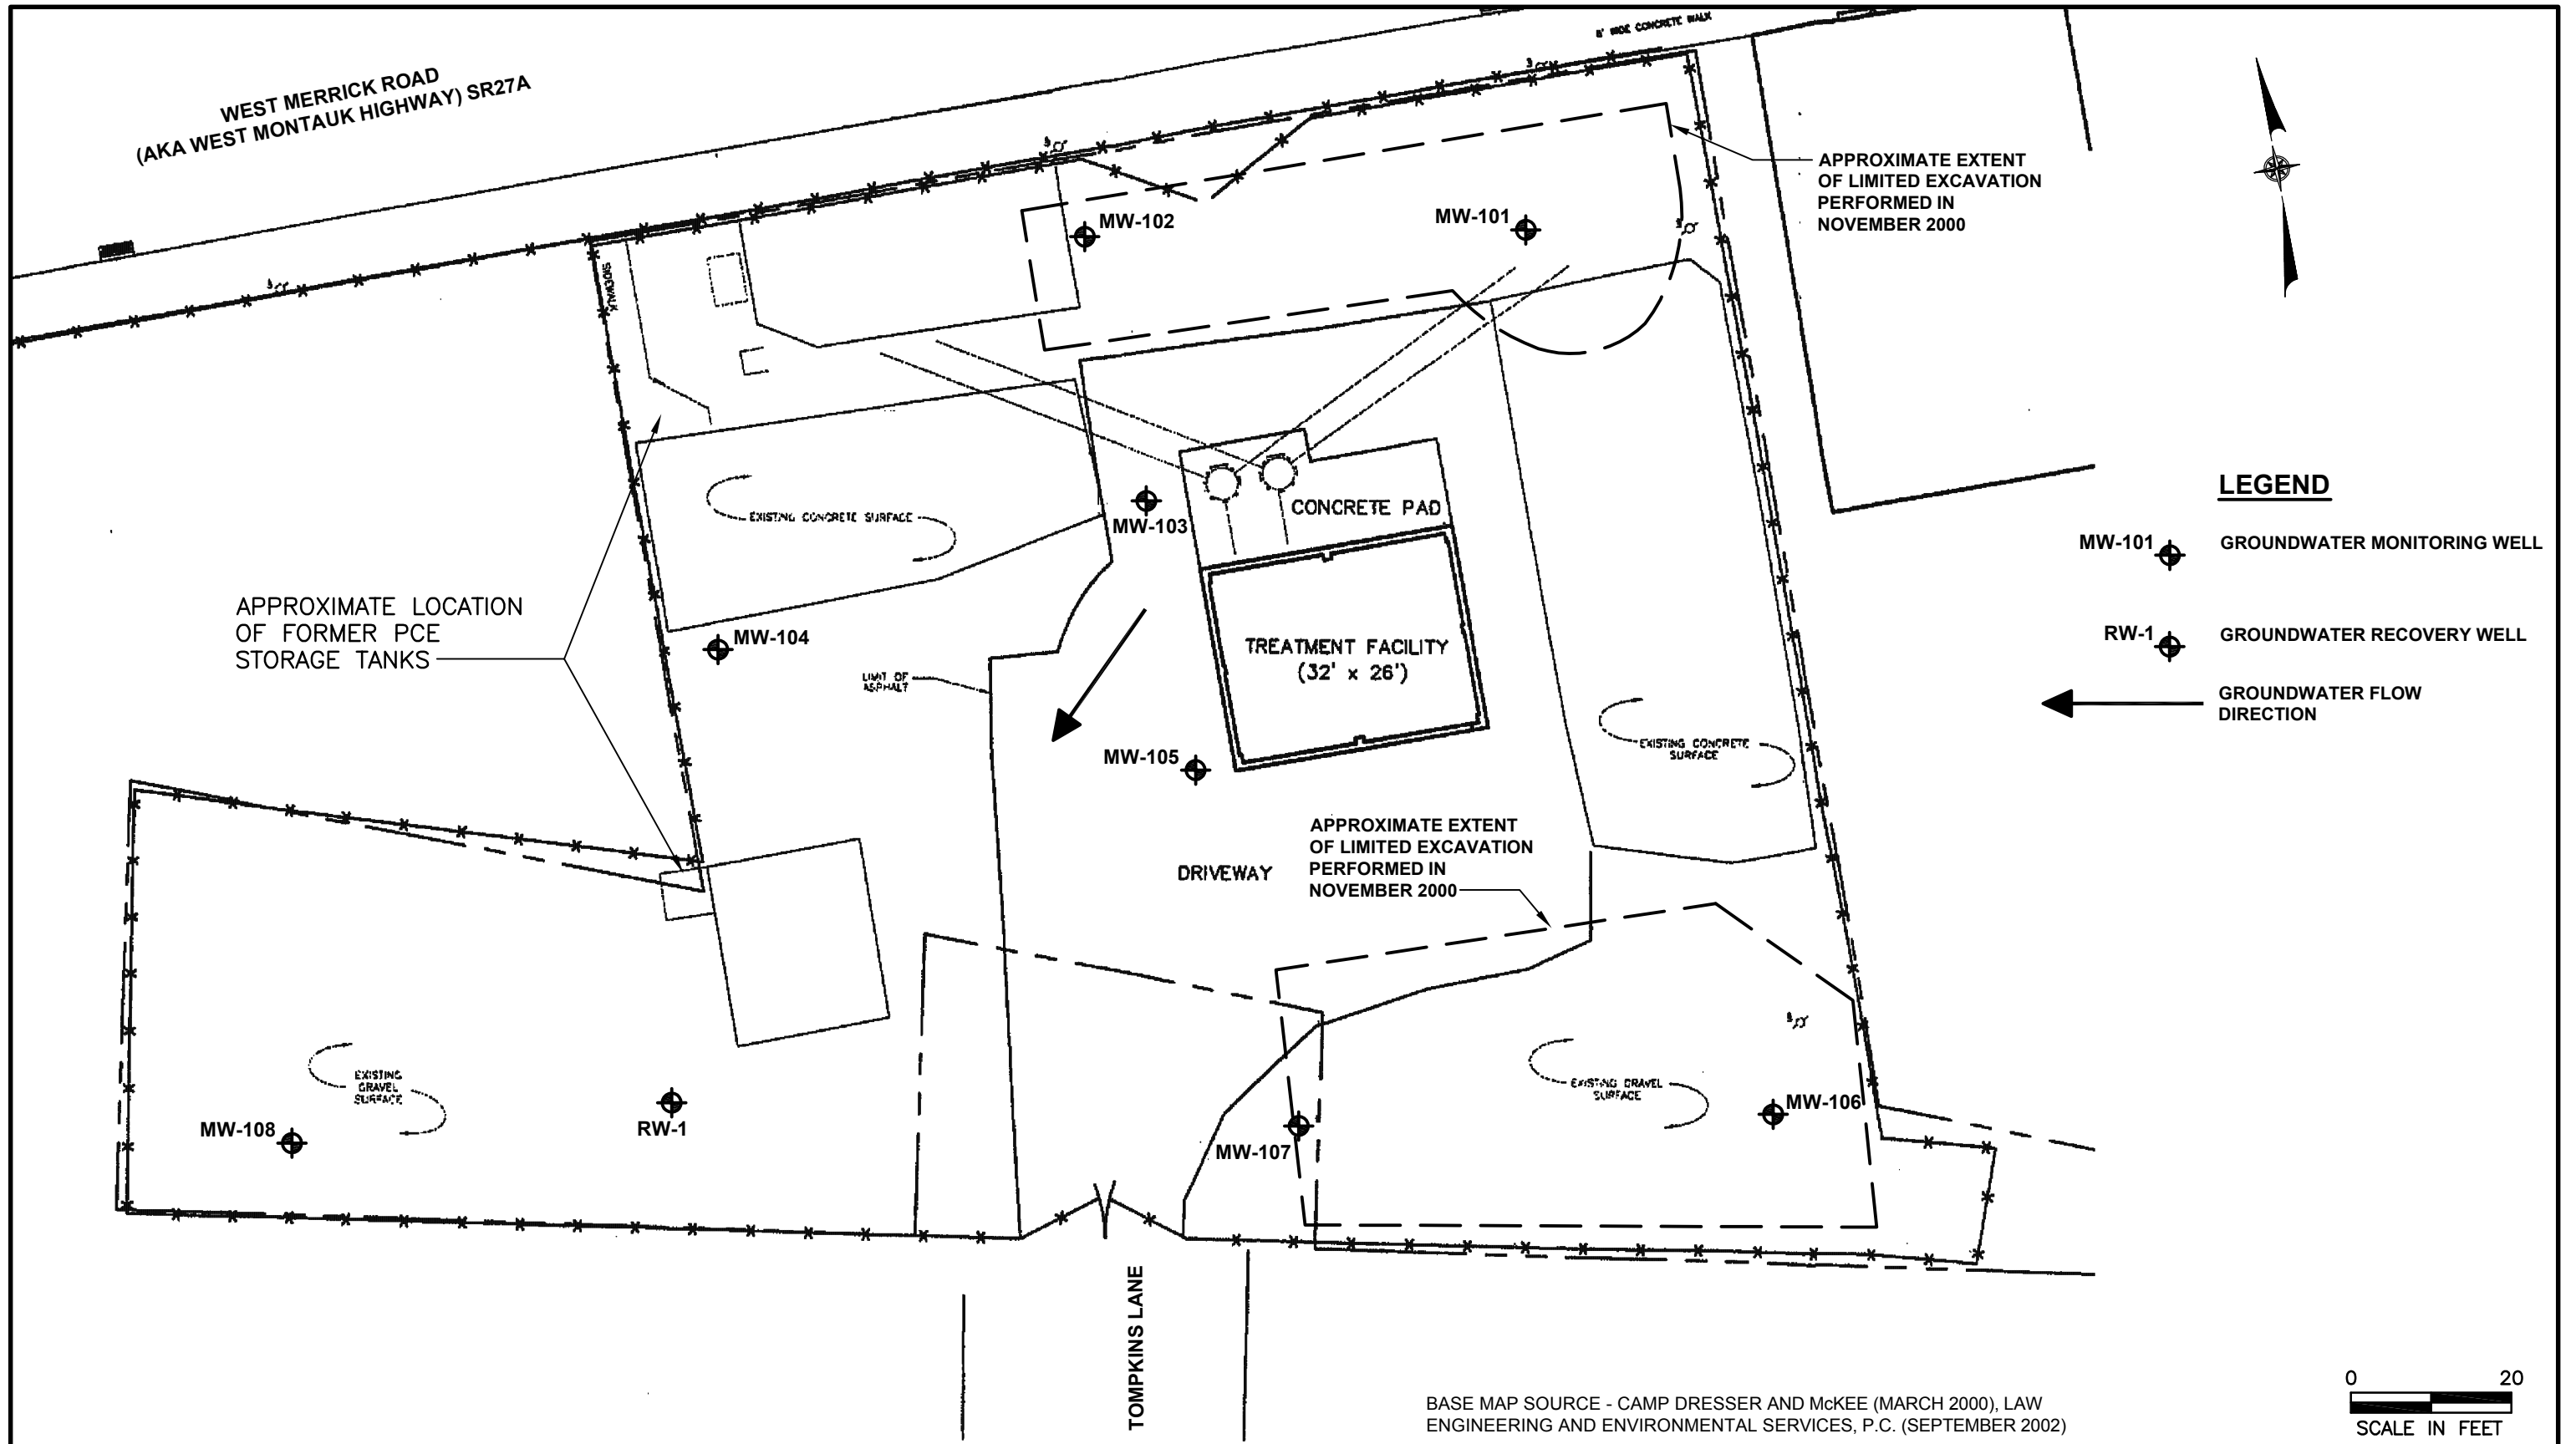 8' WIDE CONCRETE WALK
WEST MERRICK ROAD
(AKA WEST MONTAUK HIGHWAY) SR27A
APPROXIMATE EXTENT
OF LIMITED EXCAVATION
PERFORMED IN
NOVEMBER 2000
MW-102
MW-101
SIDEWALK
LEGEND
MW-101
GROUNDWATER MONITORING WELL
RW-1
GROUNDWATER RECOVERY WELL
GROUNDWATER FLOW
DIRECTION
EXISTING CONCRETE SURFACE
MW-103
CONCRETE PAD
APPROXIMATE LOCATION
OF FORMER PCE
STORAGE TANKS
MW-104
TREATMENT FACILITY
(32' x 26')
LIMIT OF
ASPHALT
MW-105
EXISTING CONCRETE
SURFACE
APPROXIMATE EXTENT
OF LIMITED EXCAVATION
PERFORMED IN
NOVEMBER 2000
DRIVEWAY
EXISTING
GRAVEL
SURFACE
MW-108
RW-1
MW-107
EXISTING GRAVEL
SURFACE
MW-106
TOMPKINS LANE
BASE MAP SOURCE - CAMP DRESSER AND McKEE (MARCH 2000), LAW
ENGINEERING AND ENVIRONMENTAL SERVICES, P.C. (SEPTEMBER 2002)
0 20
SCALE IN FEET